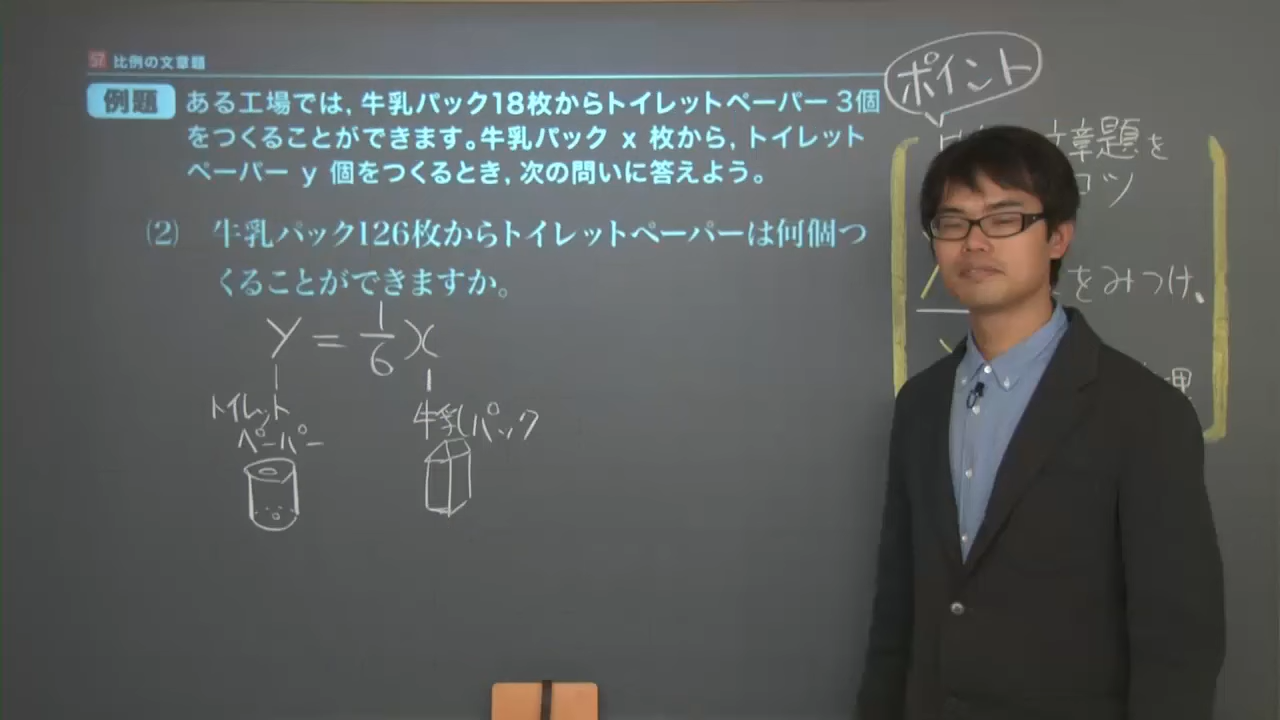 57 比例の文章題
例題 ある工場では,牛乳パック18枚からトイレットペーパー 3個
をつくることができます。牛乳パック x 枚から,トイレット
ペーパー y 個をつくるとき,次の問いに答えよう。
(2) 牛乳パック126枚からトイレットペーパーは何個つ
くることができますか。
y = 1/6 x
トイレット
ペーパー
牛乳パック
ポイント
章題を
コツ
をみつけ、